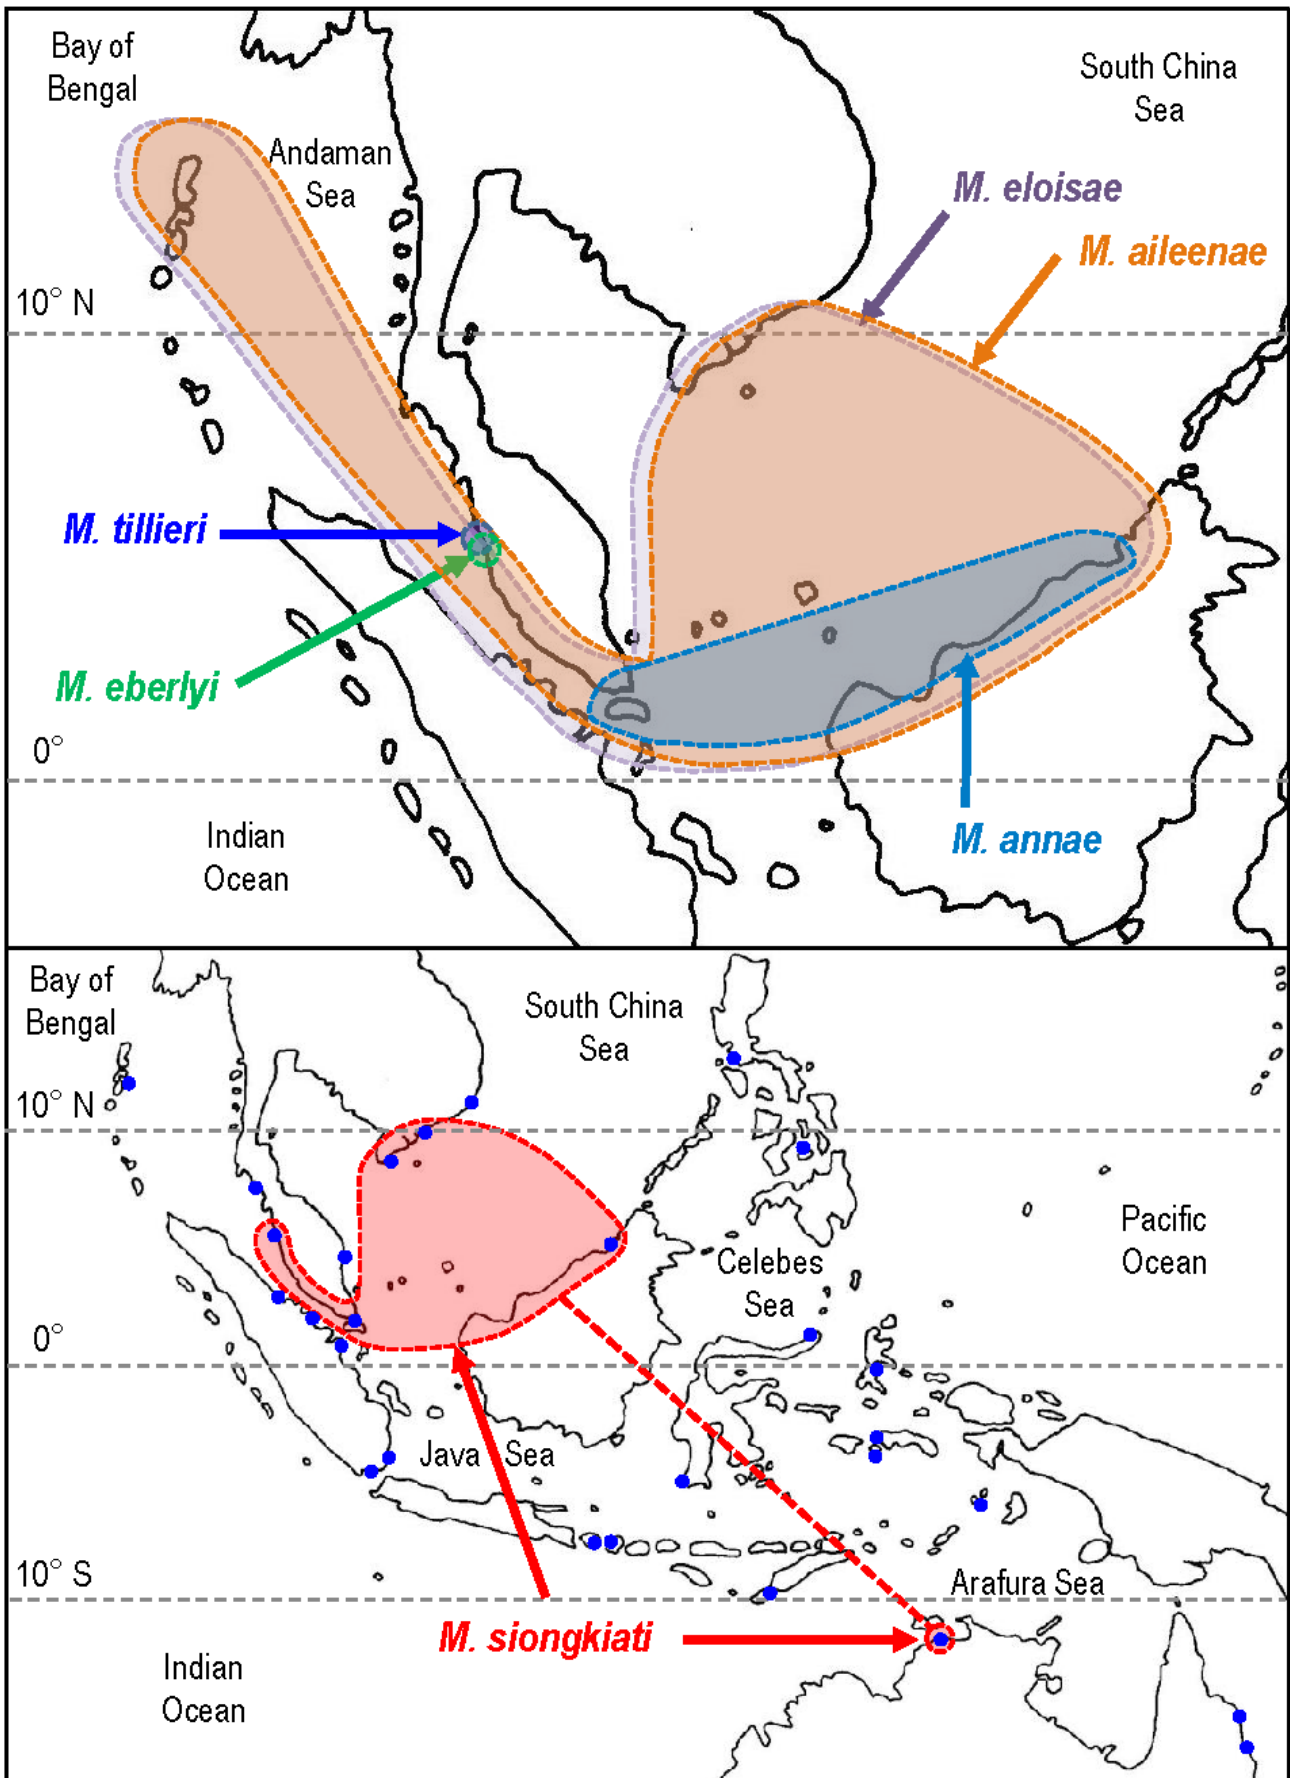 Bay of
Bengal
South China
Sea
Andaman
Sea
M. eloisae
M. aileenae
10° N
M. tillieri
M. eberlyi
0°
M. annae
Indian
Ocean
Bay of
Bengal
South China
Sea
10° N
Pacific
Ocean
Celebes
Sea
0°
Java Sea
10° S
Arafura Sea
M. siongkiati
Indian
Ocean